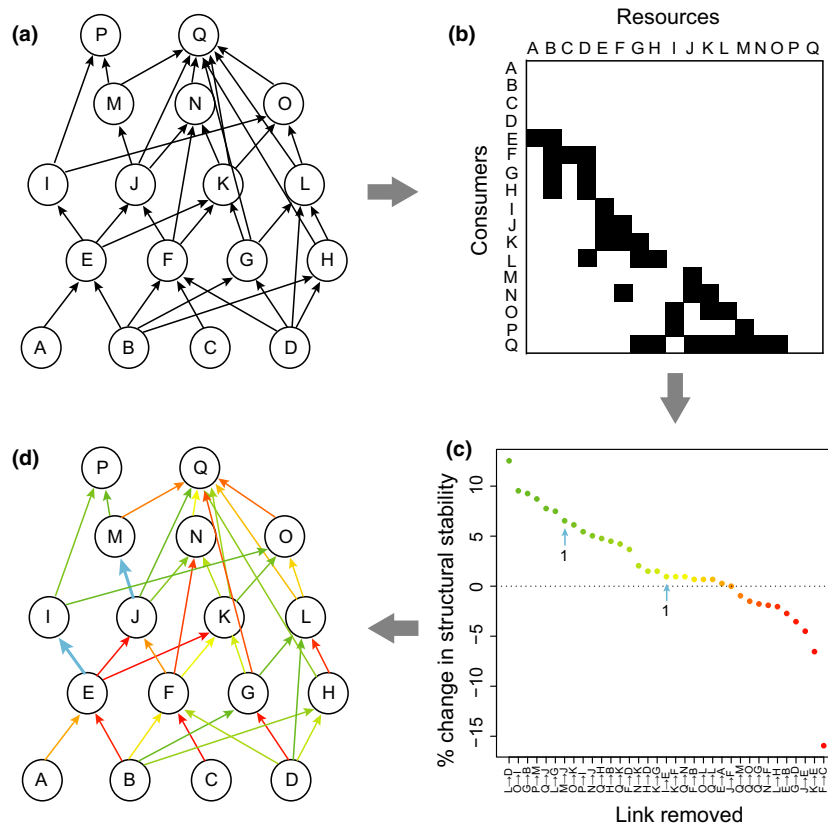 (a)
P Q
M N O
I J K L
E F G H
A B C D
(b)
Resources
A B C D E F G H I J K L M N O P Q
Consumers
A
B
C
D
E
F
G
H
I
J
K
L
M
N
O
P
Q
(d)
P Q
M N O
I J K L
E F G H
A B C D
(c)
% change in structural stability
10
5
0
−5
−10
−15
1
1
L→D
O→I
G→B
P→M
Q→J
L→G
M→J
O→K
P→I
N→J
Q→H
H→B
Q→K
F→D
N→K
H→D
K→G
I→E
K→F
Q→N
F→B
O→L
Q→L
E→A
J→F
Q→M
Q→O
Q→G
N→F
L→H
E→B
G→D
J→E
K→E
F→C
Link removed